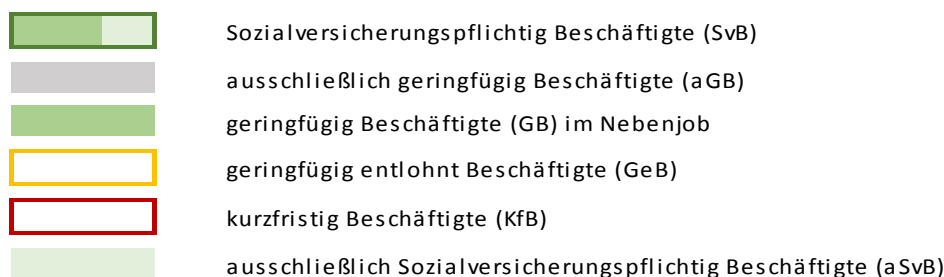 Sozialversicherungspflichtig Beschäftigte (SvB)
ausschließlich geringfügig Beschäftigte (aGB)
geringfügig Beschäftigte (GB) im Nebenjob
geringfügig entlohnt Beschäftigte (GeB)
kurzfristig Beschäftigte (KfB)
ausschließlich Sozialversicherungspflichtig Beschäftigte (aSvB)